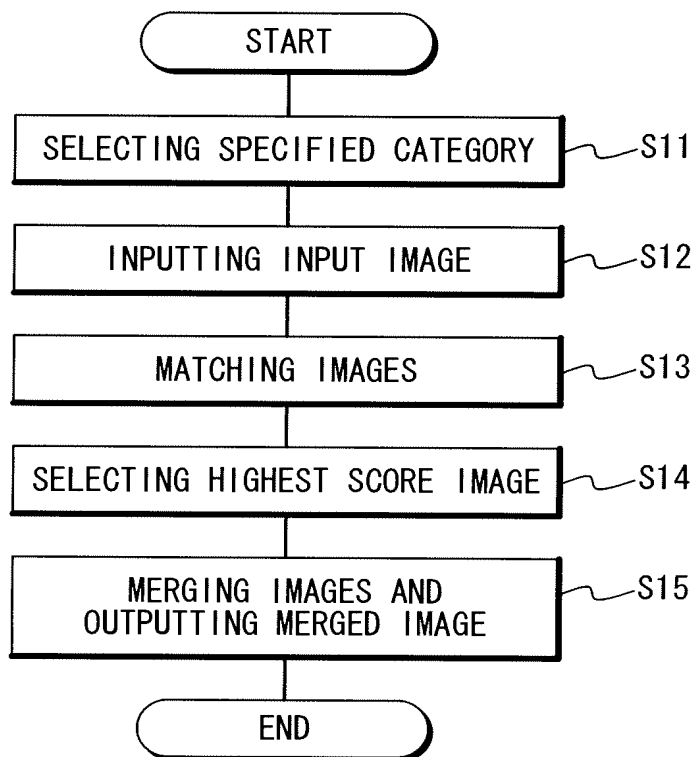 START
SELECTING SPECIFIED CATEGORY
S11
INPUTTING INPUT IMAGE
S12
MATCHING IMAGES
S13
SELECTING HIGHEST SCORE IMAGE
S14
MERGING IMAGES AND
OUTPUTTING MERGED IMAGE
S15
END